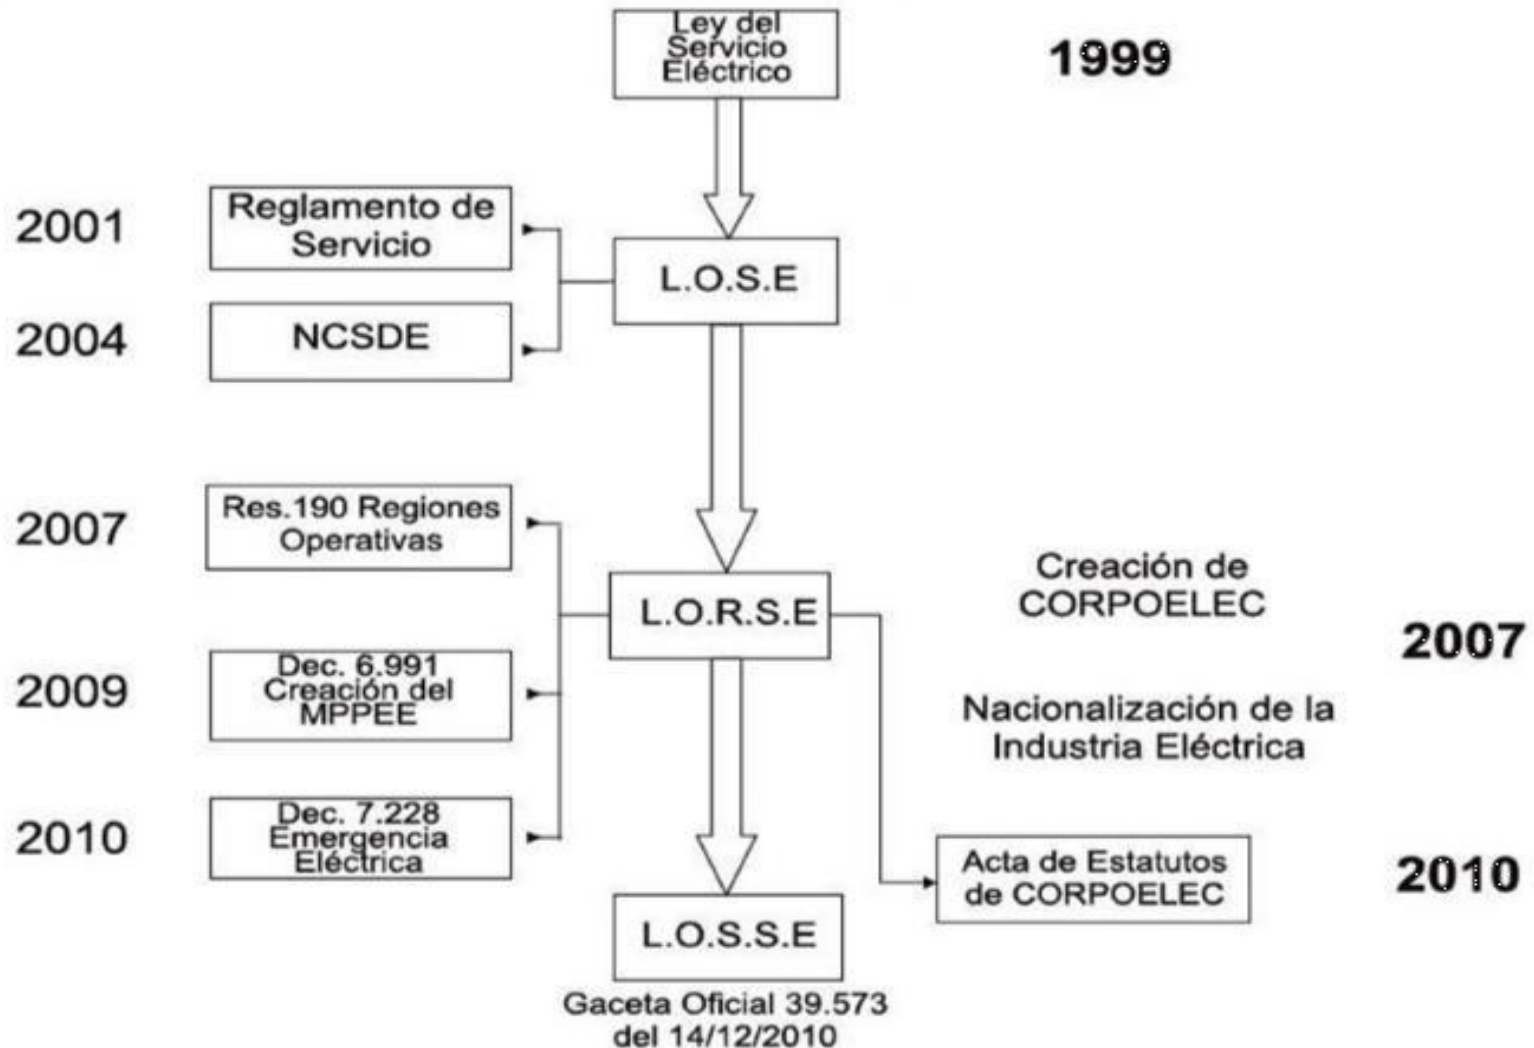 Ley del
Servicio
Eléctrico
1999
2001
Reglamento de
Servicio
L.O.S.E
2004
NCSDE
2007
Res.190 Regiones
Operativas
L.O.R.S.E
Creación de
CORPOELEC
2007
Nacionalización de la
Industria Eléctrica
2009
Dec. 6.991
Creación del
MPPEE
2010
Dec. 7.228
Emergencia
Eléctrica
Acta de Estatutos
de CORPOELEC
2010
L.O.S.S.E
Gaceta Oficial 39.573
del 14/12/2010